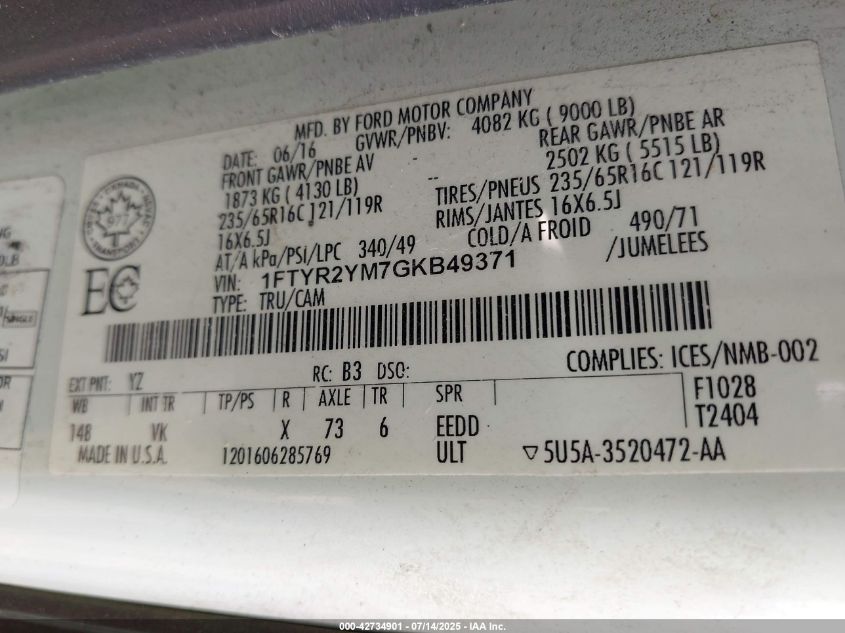 MFD. BY FORD MOTOR COMPANY
DATE: 06/16 GVWR/PNBV: 4082 KG ( 9000 LB)
FRONT GAWR/PNBE AV - REAR GAWR/PNBE AR
1873 KG ( 4130 LB) - 2502 KG ( 5515 LB)
235/65R16C 121/119R TIRES/PNEUS 235/65R16C 121/119R
16X6.5J RIMS/JANTES 16X6.5J
AT/A kPa/PSI/LPC 340/49 COLD/A FROID 490/71
VIN: 1FTYR2YM7GKB49371 /JUMELEES
TYPE: TRU/CAM
CANADA
TRANSPORT
EC
EXT PNT: YZ RC: B3 DSO: COMPLIES: ICES/NMB-002
WB INT TR TP/PS R AXLE TR SPR F1028
148 VK X 73 6 EEDD T2404
MADE IN U.S.A. 1201606285769 ULT ▽5U5A-3520472-AA
SINGLE
000-42734901 - 07/14/2025 - IAA Inc.